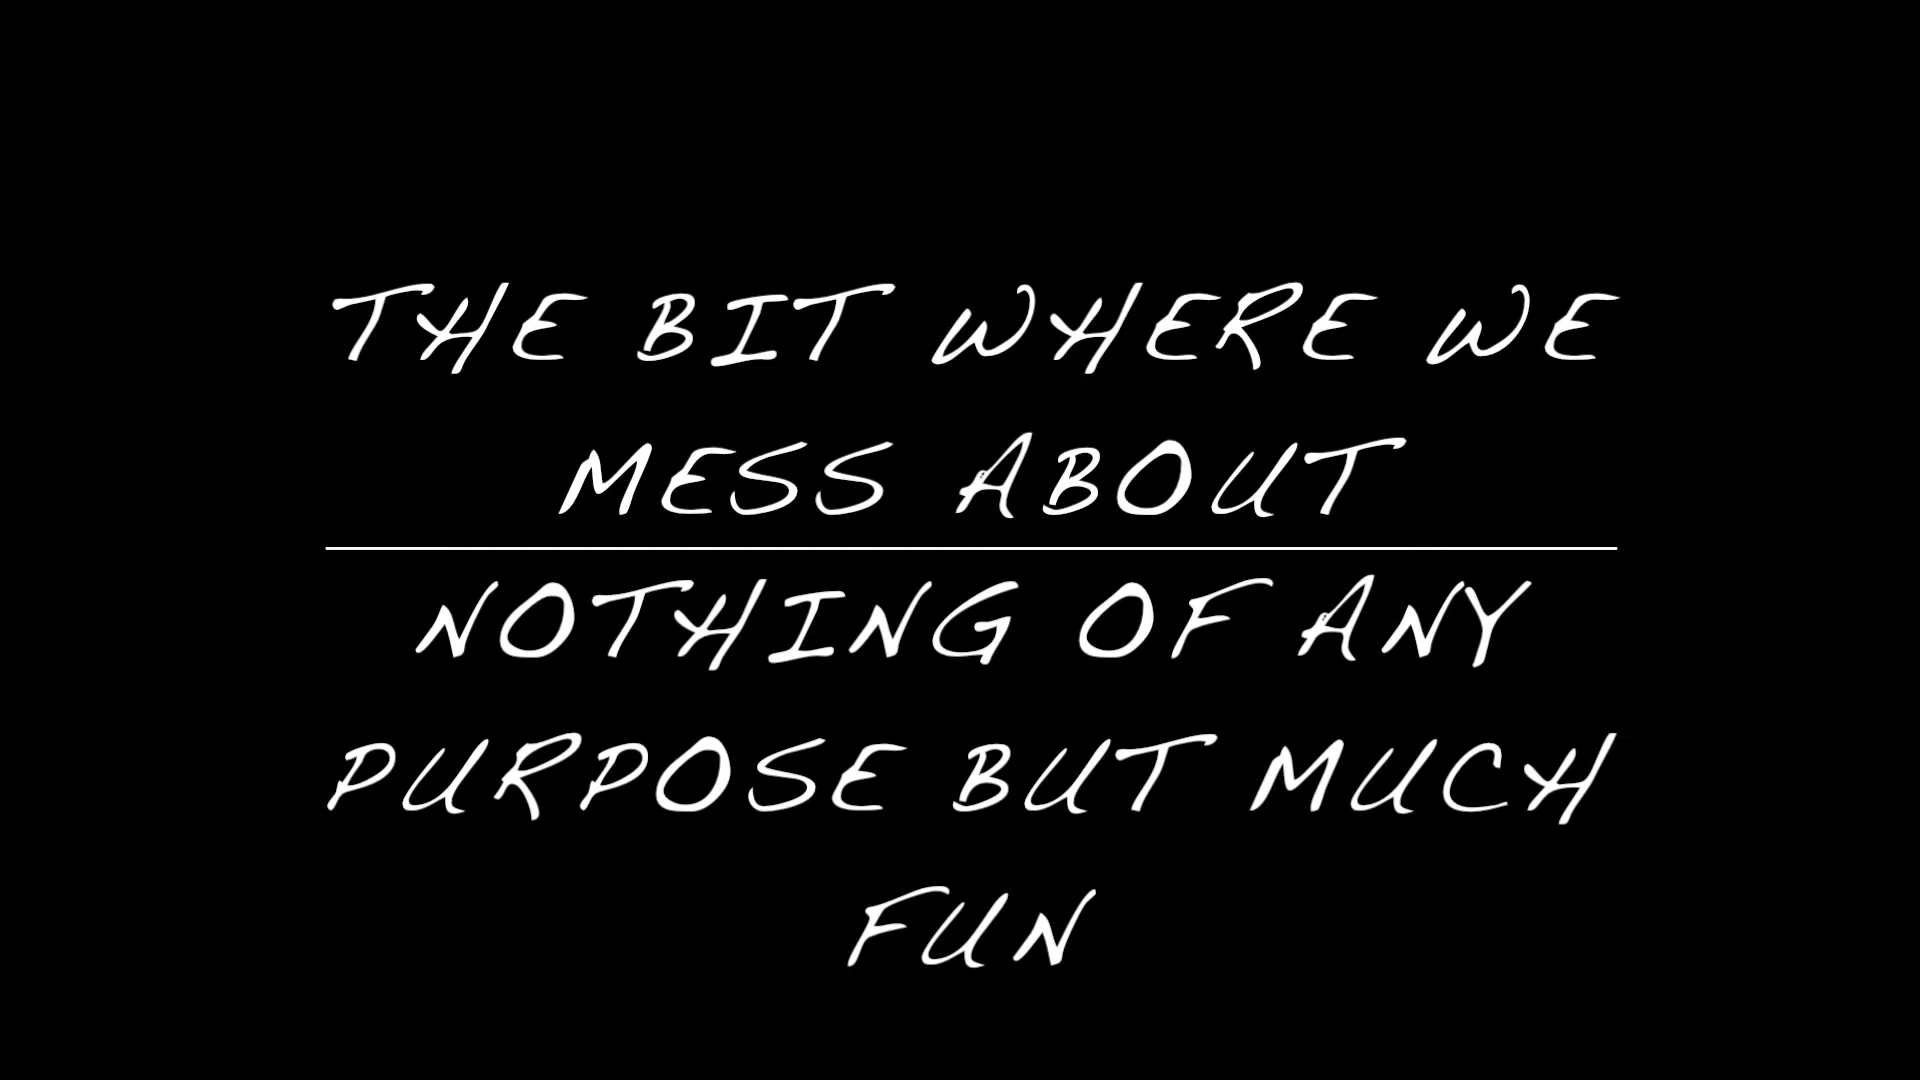 THE BIT WHERE WE
MESS ABOUT
NOTHING OF ANY
PURPOSE BUT MUCH
FUN